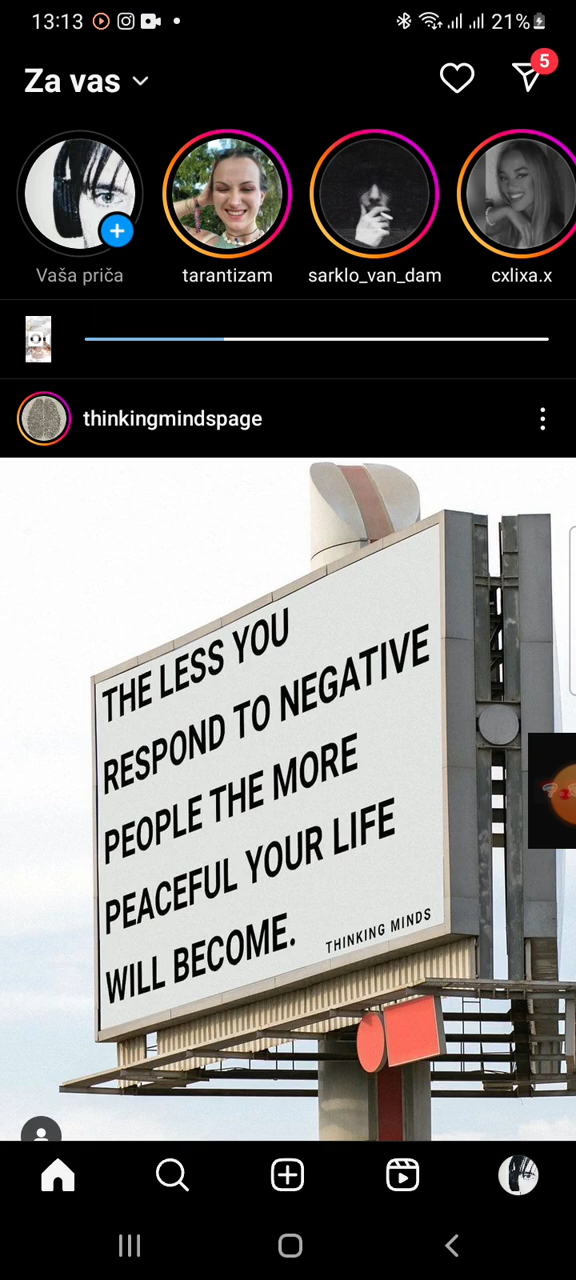 13:13
21%
Za vas
5
Vaša priča
tarantizam
sarklo_van_dam
cxlixa.x
thinkingmindspage
THE LESS YOU
RESPOND TO NEGATIVE
PEOPLE THE MORE
PEACEFUL YOUR LIFE
WILL BECOME.
THINKING MINDS